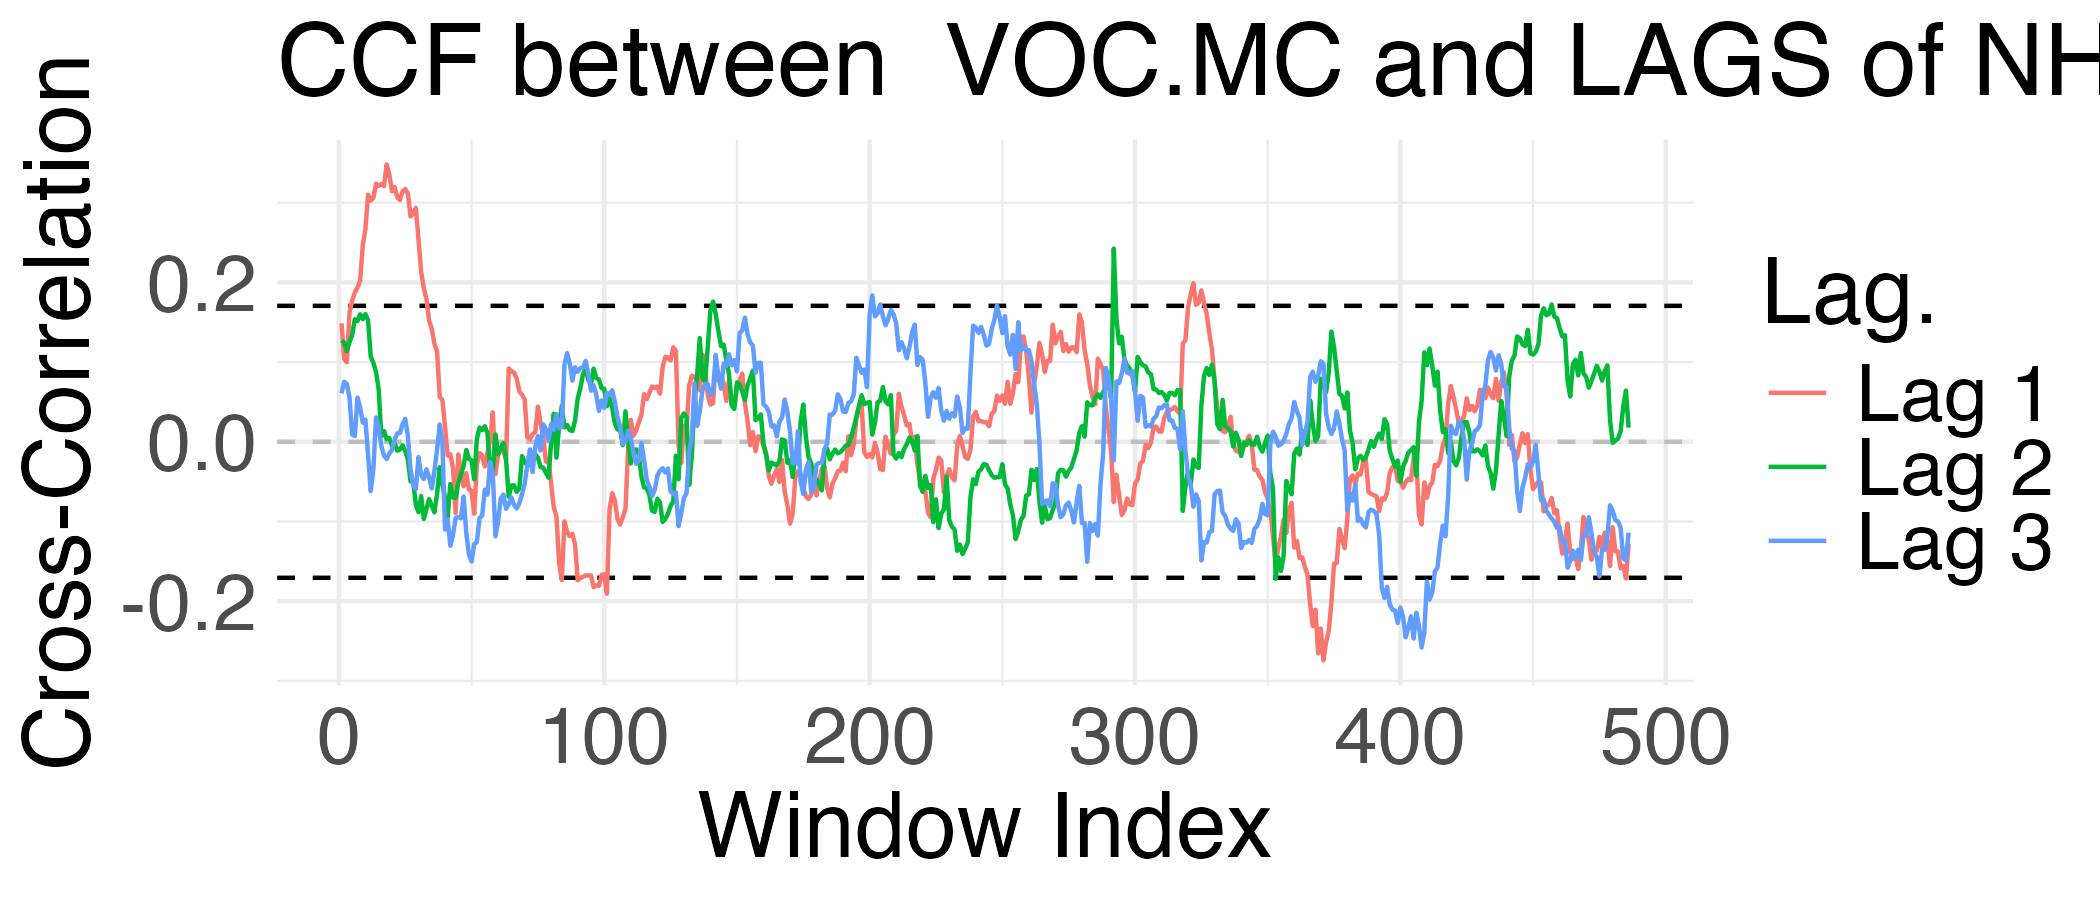 CCF between  VOC.MC and LAGS of NH
Cross-Correlation
0.2
0.0
-0.2
0
100
200
300
400
500
Window Index
Lag.
Lag 1
Lag 2
Lag 3